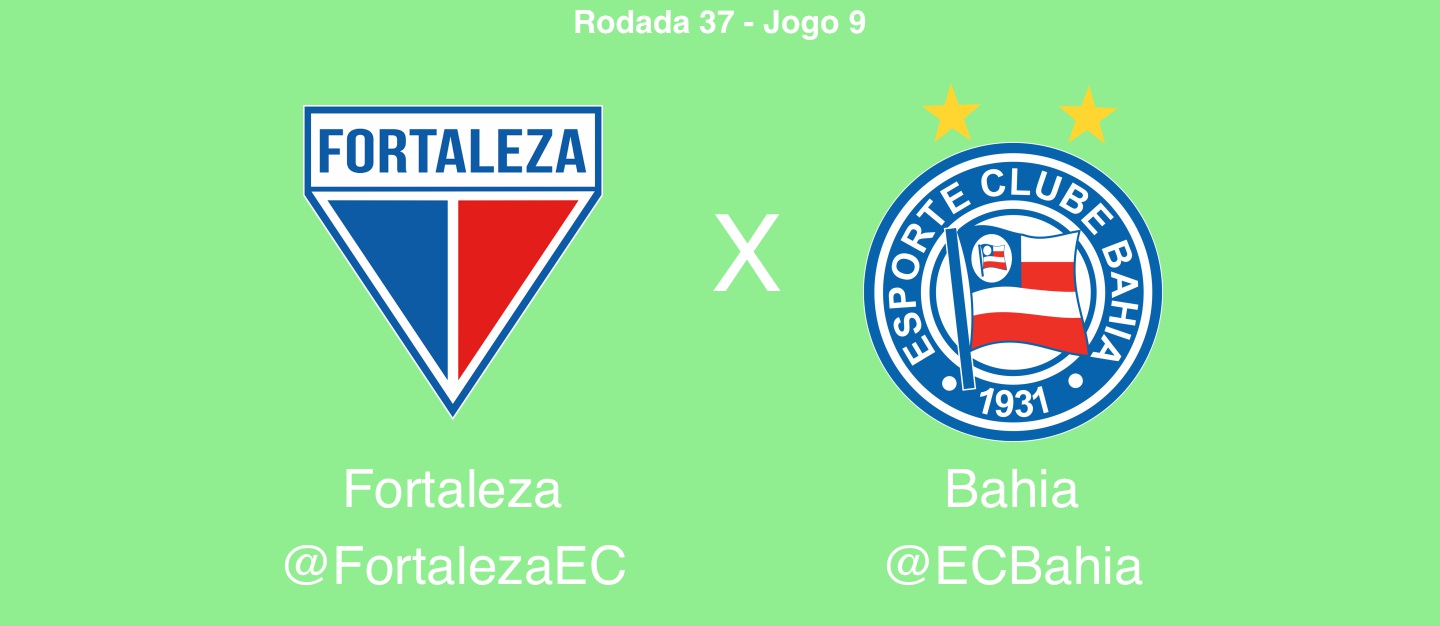 Rodada 37 - Jogo 9
FORTALEZA
X
ESPORTE CLUBE BAHIA
1931
Fortaleza
Bahia
@FortalezaEC
@ECBahia